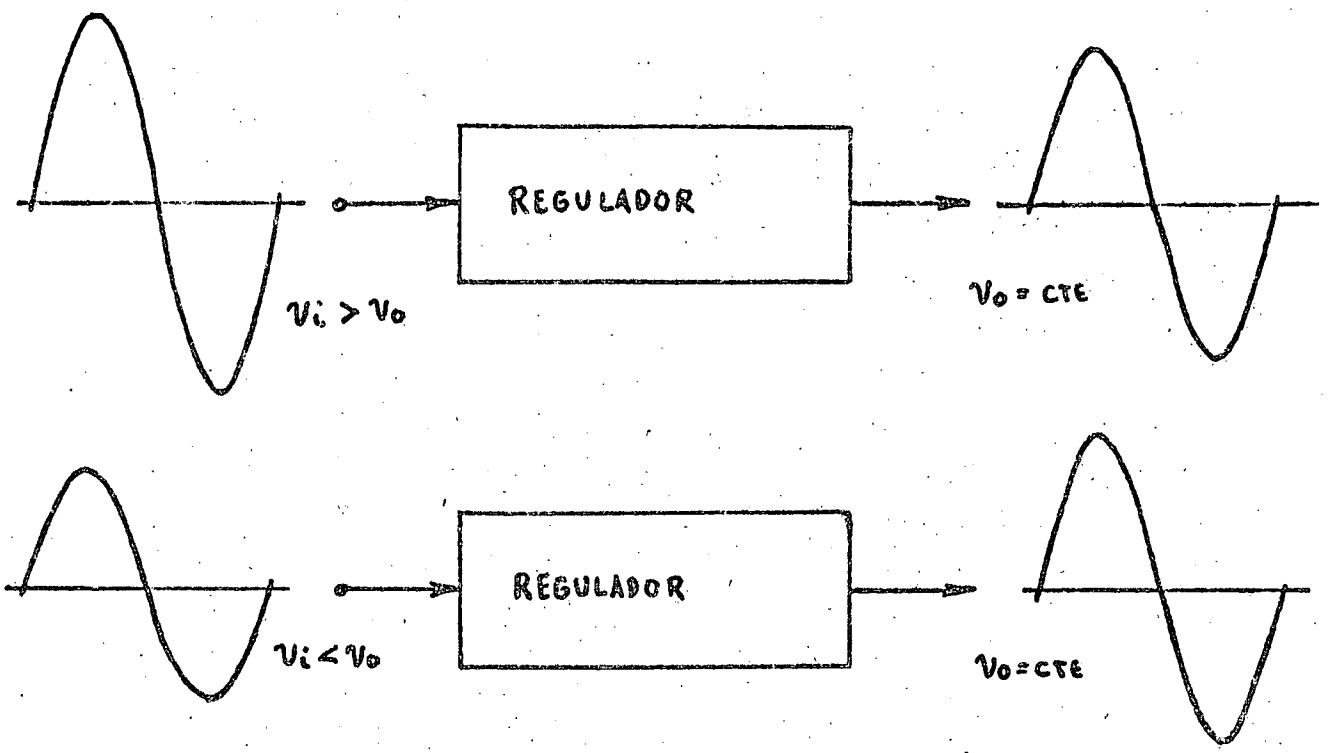 REGULADOR
Vi > Vo
Vo = CTE
REGULADOR
Vi < Vo
Vo = CTE